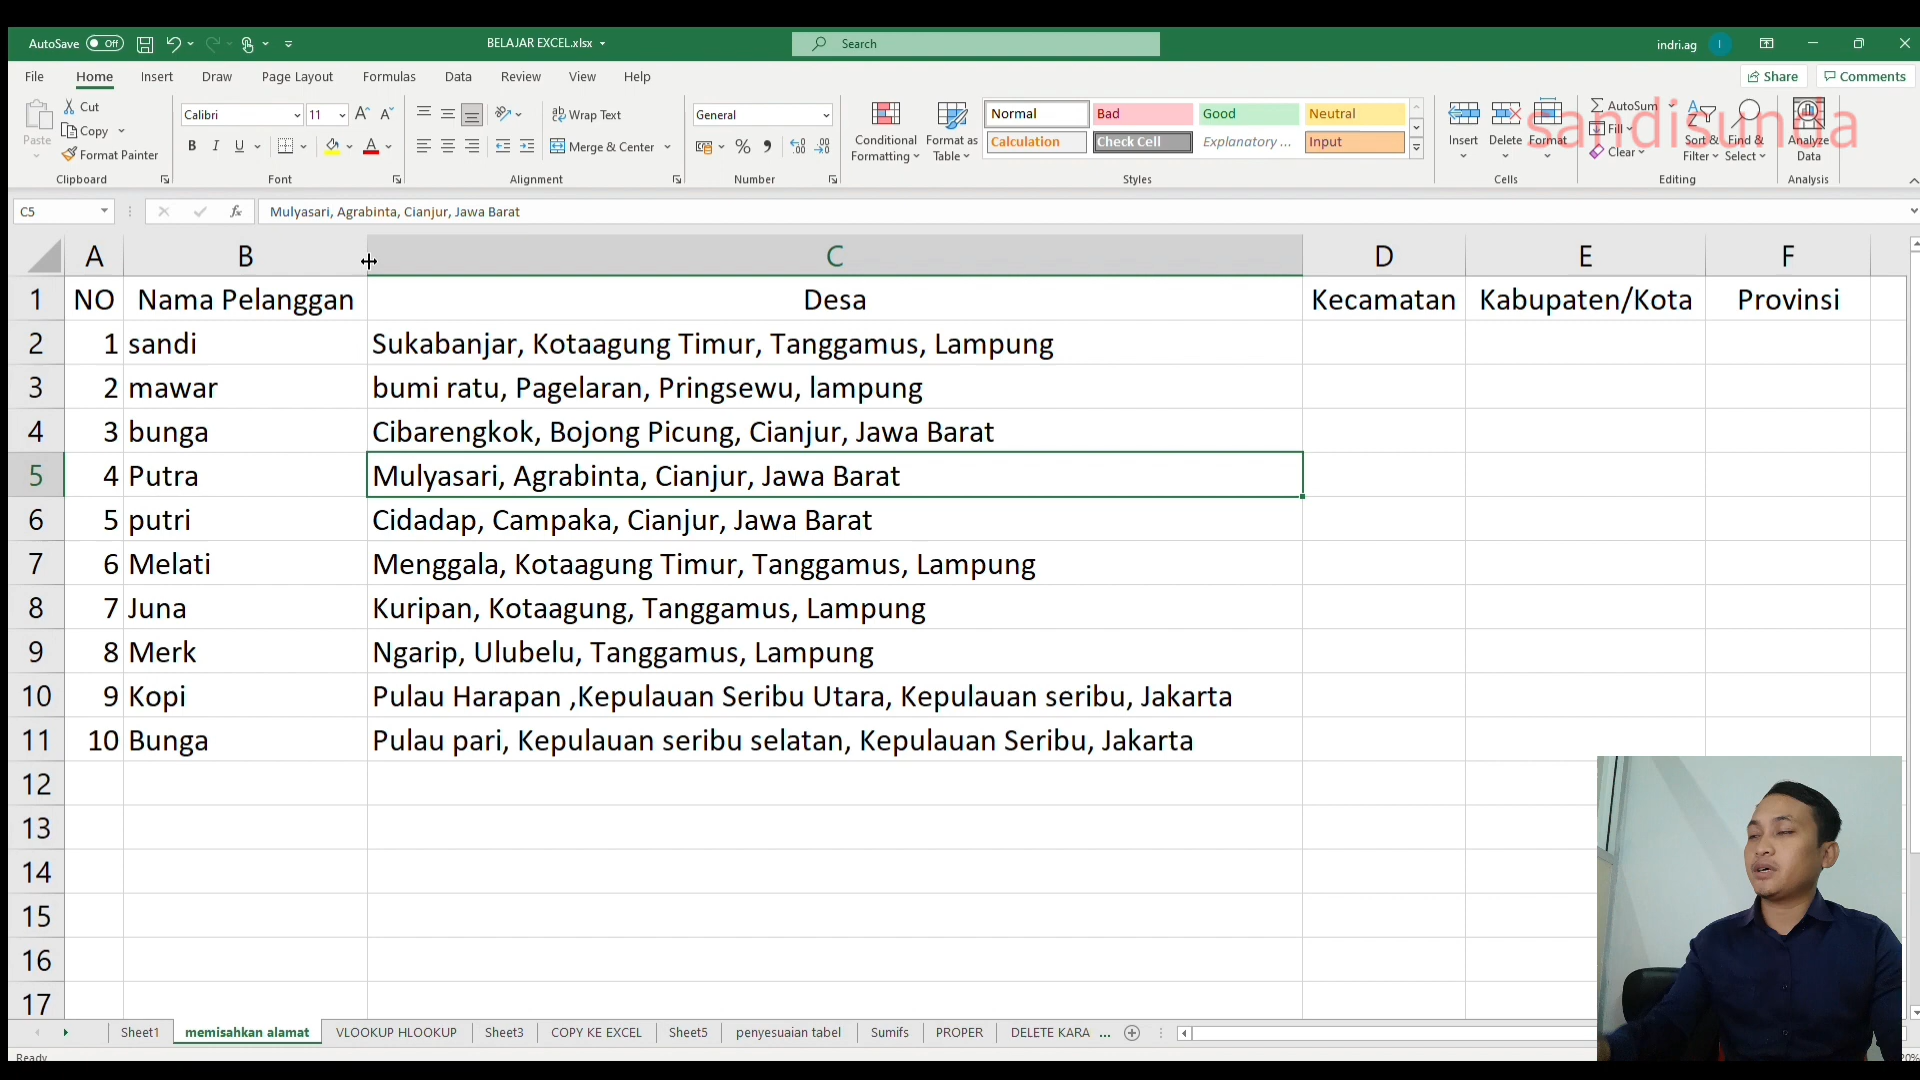 AutoSave Off BELAJAR EXCEL.xlsx Search indri.ag I
File Home Insert Draw Page Layout Formulas Data Review View Help Share Comments
Paste Cut Copy Format Painter Clipboard
Calibri 11 B I U A Font
Wrap Text Merge & Center Alignment
General % Number
Conditional Formatting Format as Table
Normal Bad Good Neutral
Calculation Check Cell Explanatory ... Input
Styles
Insert Delete Format Cells
AutoSum Fill Clear Sort & Filter Find & Select Editing
Analyze Data Analysis
C5 fx Mulyasari, Agrabinta, Cianjur, Jawa Barat
A B C D E F
1 NO Nama Pelanggan Desa Kecamatan Kabupaten/Kota Provinsi
2 1 sandi Sukabanjar, Kotaagung Timur, Tanggamus, Lampung
3 2 mawar bumi ratu, Pagelaran, Pringsewu, lampung
4 3 bunga Cibarengkok, Bojong Picung, Cianjur, Jawa Barat
5 4 Putra Mulyasari, Agrabinta, Cianjur, Jawa Barat
6 5 putri Cidadap, Campaka, Cianjur, Jawa Barat
7 6 Melati Menggala, Kotaagung Timur, Tanggamus, Lampung
8 7 Juna Kuripan, Kotaagung, Tanggamus, Lampung
9 8 Merk Ngarip, Ulubelu, Tanggamus, Lampung
10 9 Kopi Pulau Harapan ,Kepulauan Seribu Utara, Kepulauan seribu, Jakarta
11 10 Bunga Pulau pari, Kepulauan seribu selatan, Kepulauan Seribu, Jakarta
12
13
14
15
16
17
Sheet1 memisahkan alamat VLOOKUP HLOOKUP Sheet3 COPY KE EXCEL Sheet5 penyesuaian tabel Sumifs PROPER DELETE KARA ...
Ready